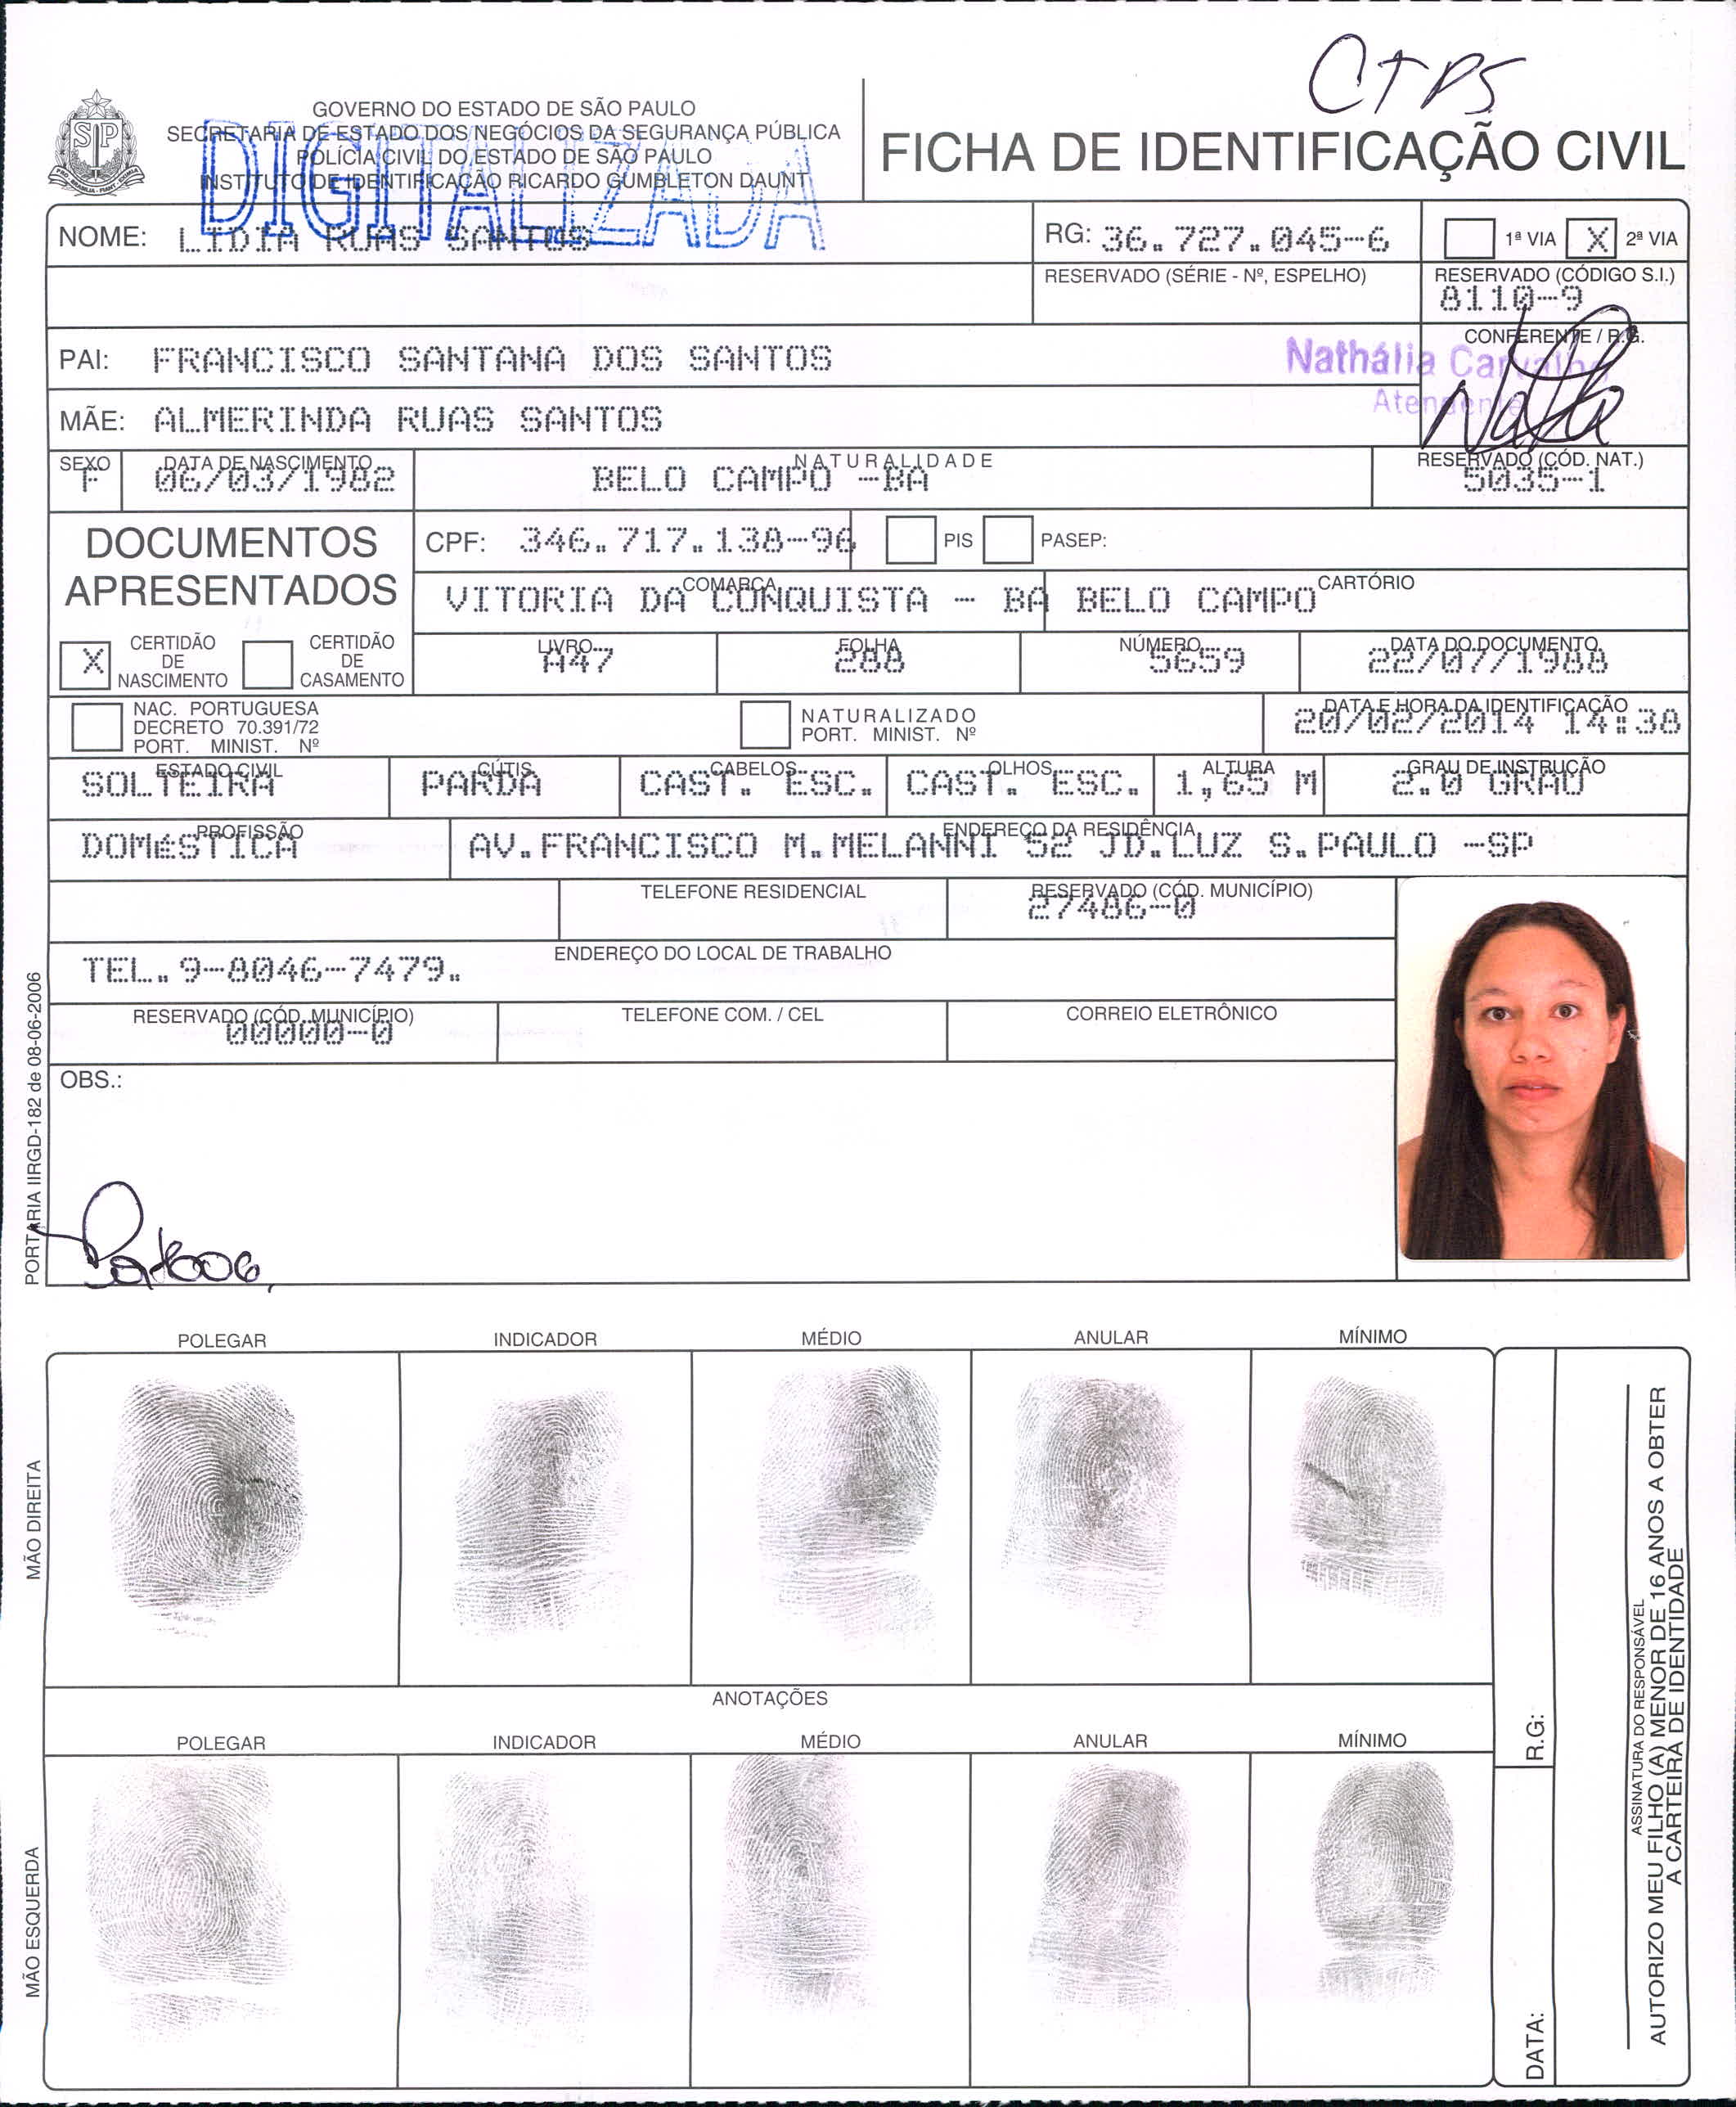 CTPS
GOVERNO DO ESTADO DE SÃO PAULO
SECRETARIA DE ESTADO DOS NEGÓCIOS DA SEGURANÇA PÚBLICA
POLÍCIA CIVIL DO ESTADO DE SÃO PAULO
INSTITUTO DE IDENTIFICAÇÃO RICARDO GUMBLETON DAUNT
DIGITALIZADA
FICHA DE IDENTIFICAÇÃO CIVIL
NOME: LIDIA RUAS SANTOS
RG: 36.727.045-6
1ª VIA X 2ª VIA
RESERVADO (SÉRIE - Nº, ESPELHO)
RESERVADO (CÓDIGO S.I.)
8110-9
PAI: FRANCISCO SANTANA DOS SANTOS
CONFERENTE / R.G.
Nathália Carvalho
Atendente
MÃE: ALMERINDA RUAS SANTOS
SEXO
F
DATA DE NASCIMENTO
06/03/1982
NATURALIDADE
BELO CAMPO -BA
RESERVADO (CÓD. NAT.)
5035-1
DOCUMENTOS
APRESENTADOS
CPF: 346.717.138-96
PIS
PASEP:
COMARCA
VITORIA DA CONQUISTA - BA
CARTÓRIO
BELO CAMPO
X CERTIDÃO DE NASCIMENTO
CERTIDÃO DE CASAMENTO
LIVRO
A47
FOLHA
288
NÚMERO
5659
DATA DO DOCUMENTO
22/07/1988
NAC. PORTUGUESA
DECRETO 70.391/72
PORT. MINIST. Nº
NATURALIZADO
PORT. MINIST. Nº
DATA E HORA DA IDENTIFICAÇÃO
20/02/2014 14:38
ESTADO CIVIL
SOLTEIRA
CÚTIS
PARDA
CABELOS
CAST. ESC.
OLHOS
CAST. ESC.
ALTURA
1,65 M
GRAU DE INSTRUÇÃO
2.0 GRAU
PROFISSÃO
DOMéSTICA
ENDEREÇO DA RESIDÊNCIA
AV.FRANCISCO M.MELANNI 52 JD.LUZ S.PAULO -SP
TELEFONE RESIDENCIAL
RESERVADO (CÓD. MUNICÍPIO)
27486-0
ENDEREÇO DO LOCAL DE TRABALHO
TEL. 9-8046-7479.
RESERVADO (CÓD. MUNICÍPIO)
00000-0
TELEFONE COM. / CEL
CORREIO ELETRÔNICO
OBS.:
PORTARIA IIRGD-182 de 08-06-2006
POLEGAR INDICADOR MÉDIO ANULAR MÍNIMO
MÃO DIREITA
ANOTAÇÕES
POLEGAR INDICADOR MÉDIO ANULAR MÍNIMO
MÃO ESQUERDA
R.G:
DATA:
ASSINATURA DO RESPONSÁVEL
AUTORIZO MEU FILHO (A) MENOR DE 16 ANOS A OBTER
A CARTEIRA DE IDENTIDADE